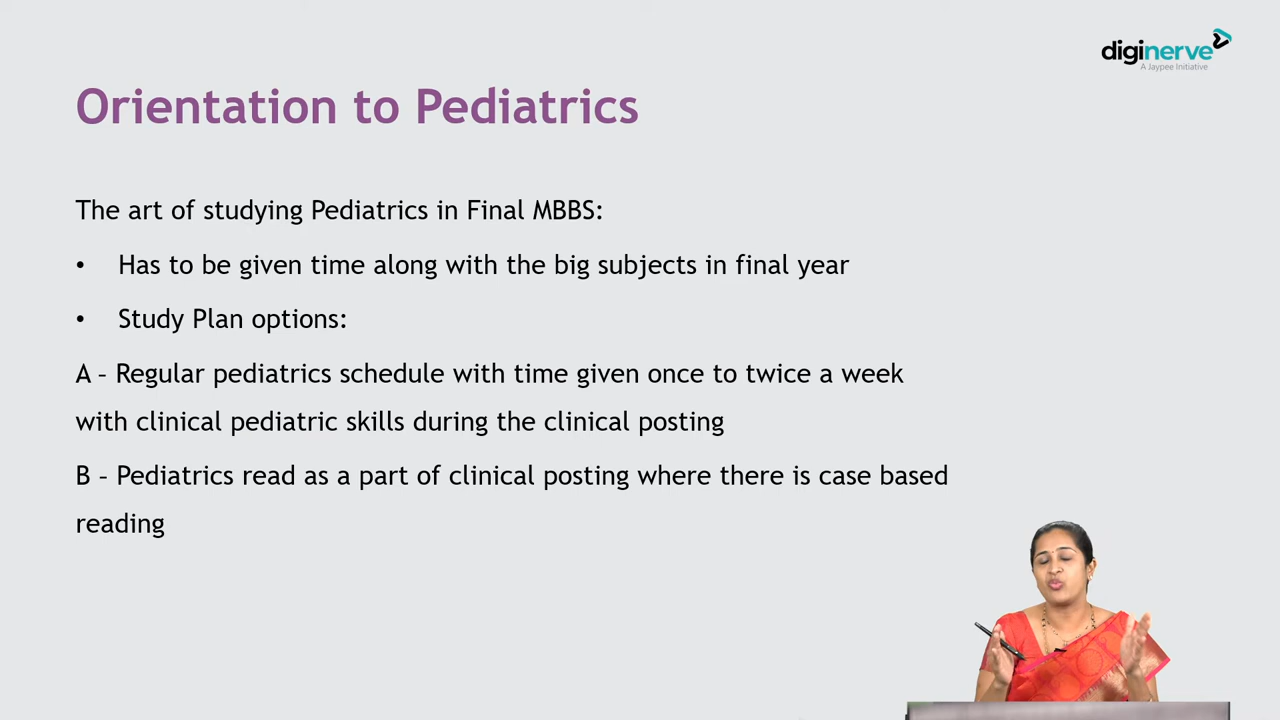 diginerve
A Jaypee Initiative
Orientation to Pediatrics
The art of studying Pediatrics in Final MBBS:
• Has to be given time along with the big subjects in final year
• Study Plan options:
A – Regular pediatrics schedule with time given once to twice a week
with clinical pediatric skills during the clinical posting
B – Pediatrics read as a part of clinical posting where there is case based
reading